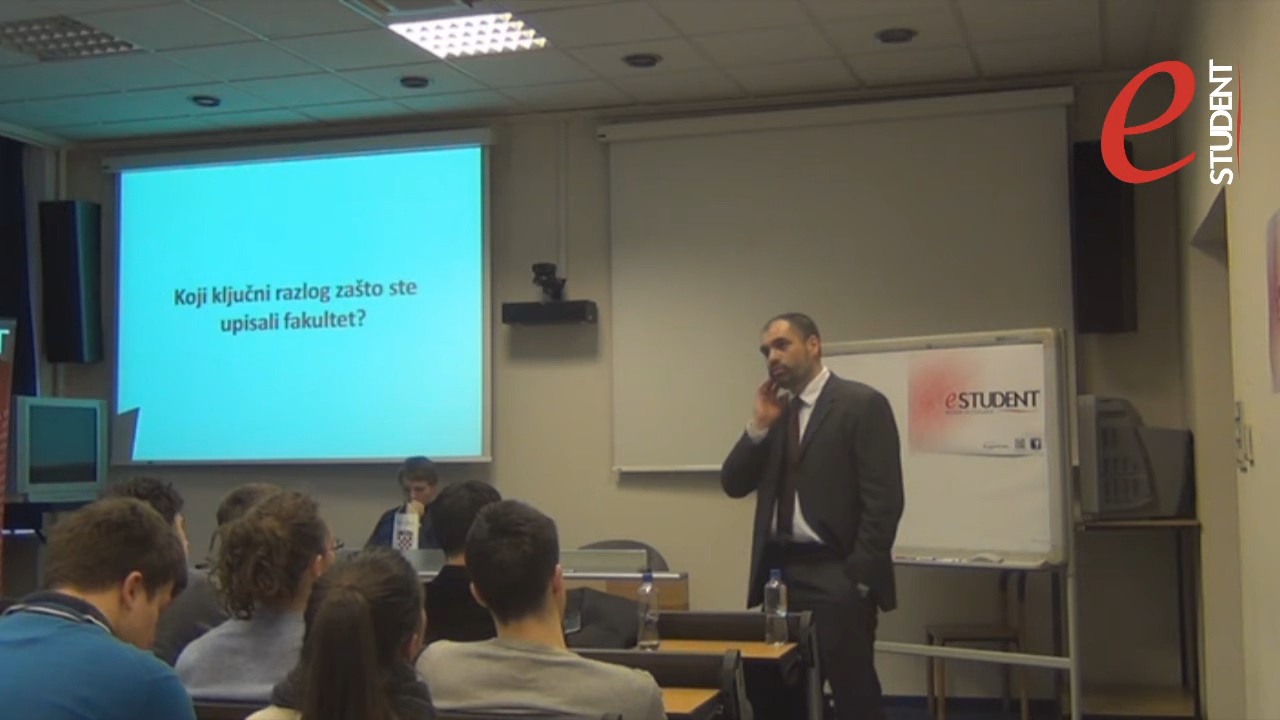 Koji ključni razlog zašto ste
upisali fakultet?
e STUDENT
eSTUDENT